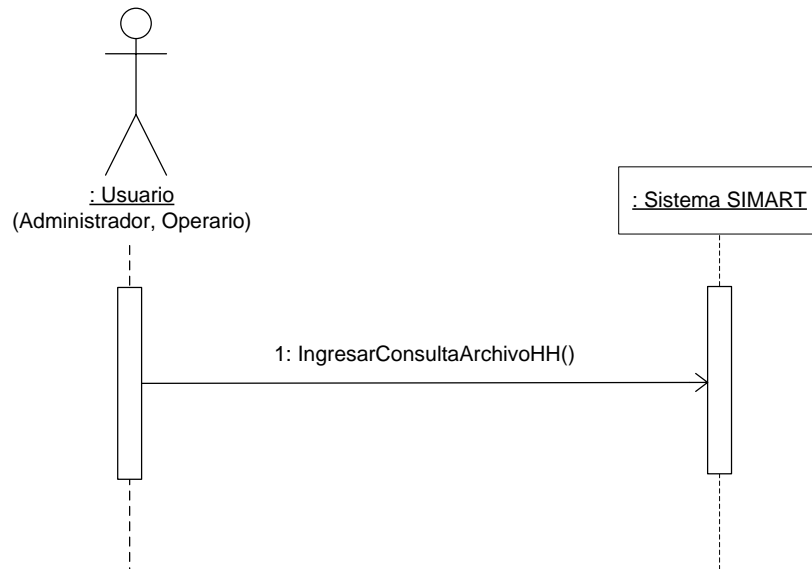 : Usuario
(Administrador, Operario)
: Sistema SIMART
1: IngresarConsultaArchivoHH()